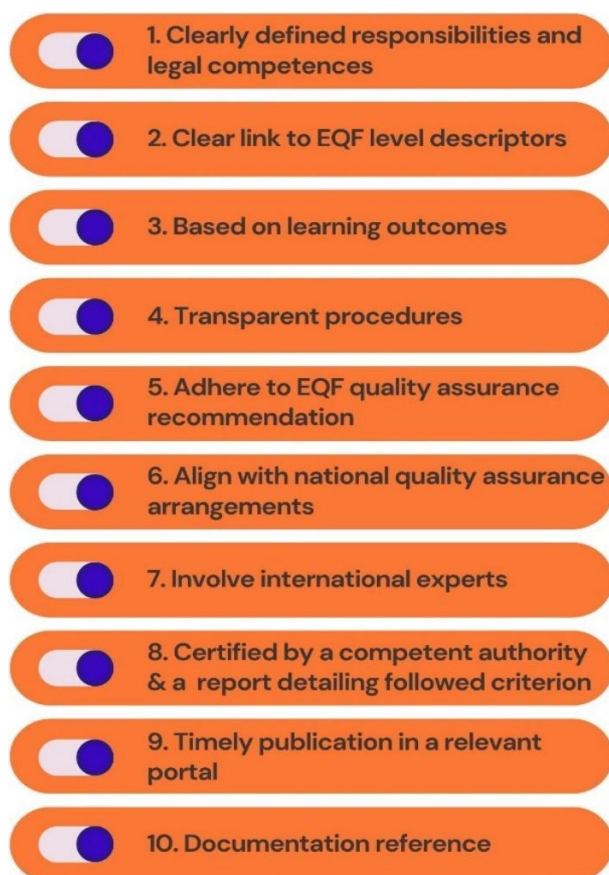 1. Clearly defined responsibilities and
legal competences
2. Clear link to EQF level descriptors
3. Based on learning outcomes
4. Transparent procedures
5. Adhere to EQF quality assurance
recommendation
6. Align with national quality assurance
arrangements
7. Involve international experts
8. Certified by a competent authority
& a report detailing followed criterion
9. Timely publication in a relevant
portal
10. Documentation reference